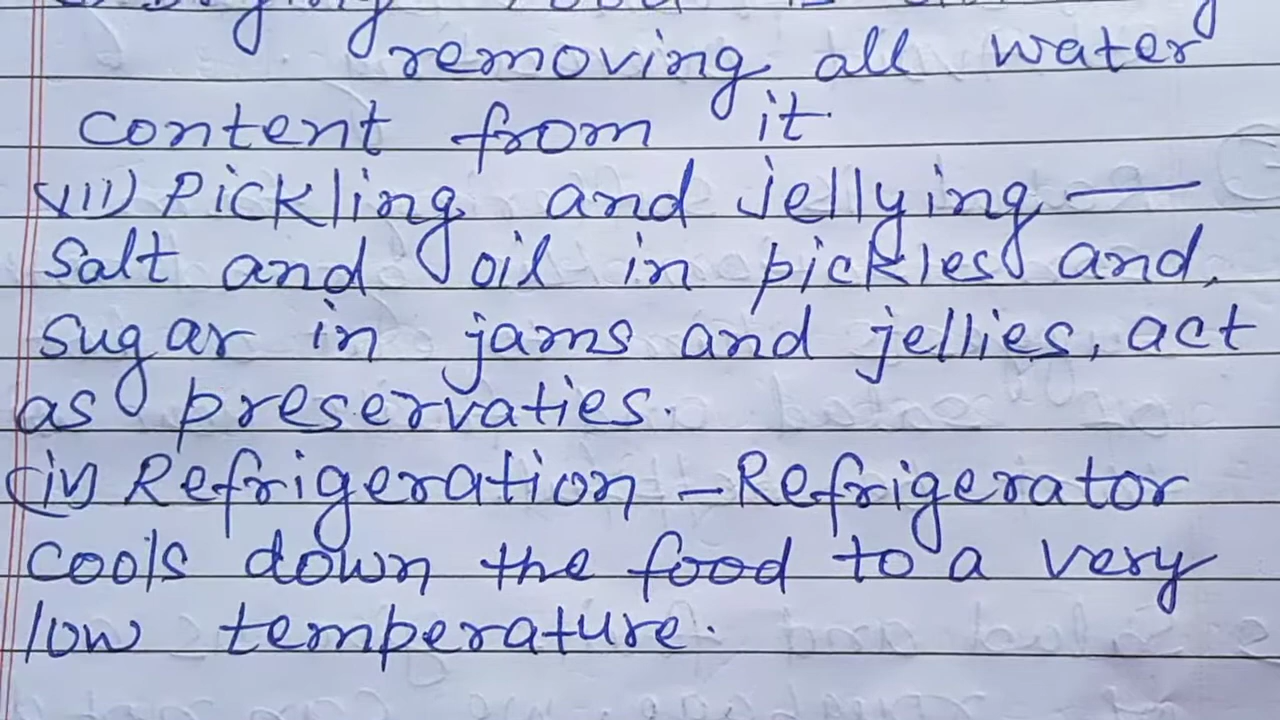 removing all water
content from it.
(VII) Pickling and jellying —
Salt and oil in pickles and,
sugar in jams and jellies, act
as preservaties.
(iv) Refrigeration - Refrigerator
cools down the food to a very
low temperature.